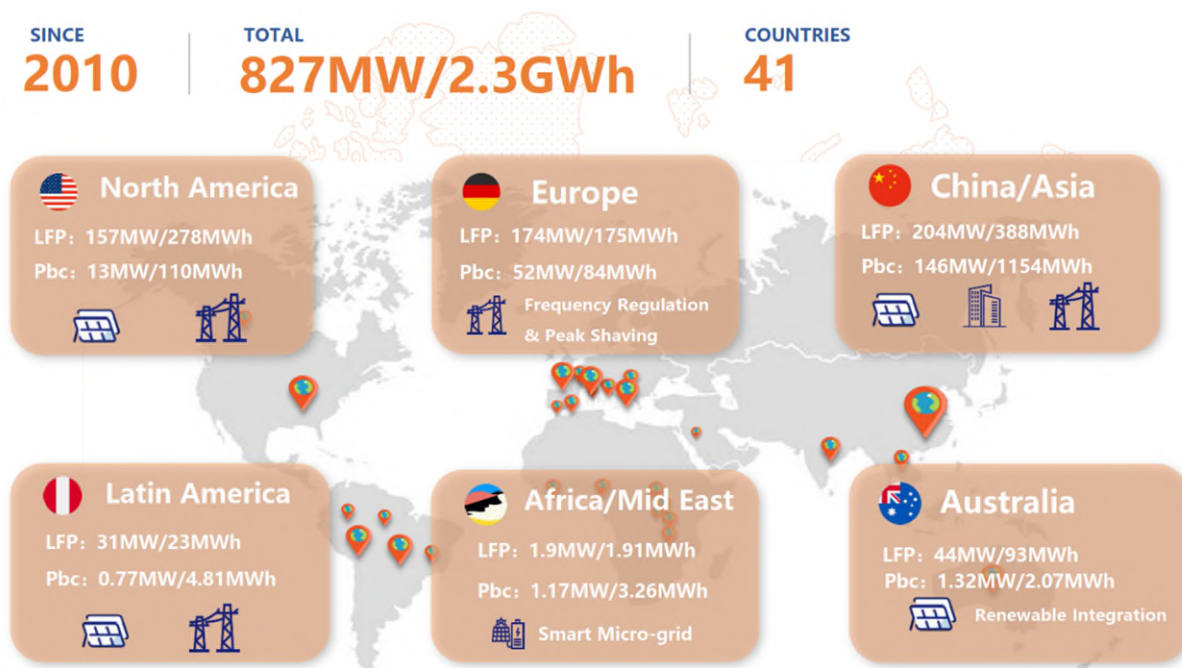 SINCE
2010
TOTAL
827MW/2.3GWh
COUNTRIES
41
North America
LFP: 157MW/278MWh
Pbc: 13MW/110MWh
Europe
LFP: 174MW/175MWh
Pbc: 52MW/84MWh
Frequency Regulation
& Peak Shaving
China/Asia
LFP: 204MW/388MWh
Pbc: 146MW/1154MWh
Latin America
LFP: 31MW/23MWh
Pbc: 0.77MW/4.81MWh
Africa/Mid East
LFP: 1.9MW/1.91MWh
Pbc: 1.17MW/3.26MWh
Smart Micro-grid
Australia
LFP: 44MW/93MWh
Pbc: 1.32MW/2.07MWh
Renewable Integration